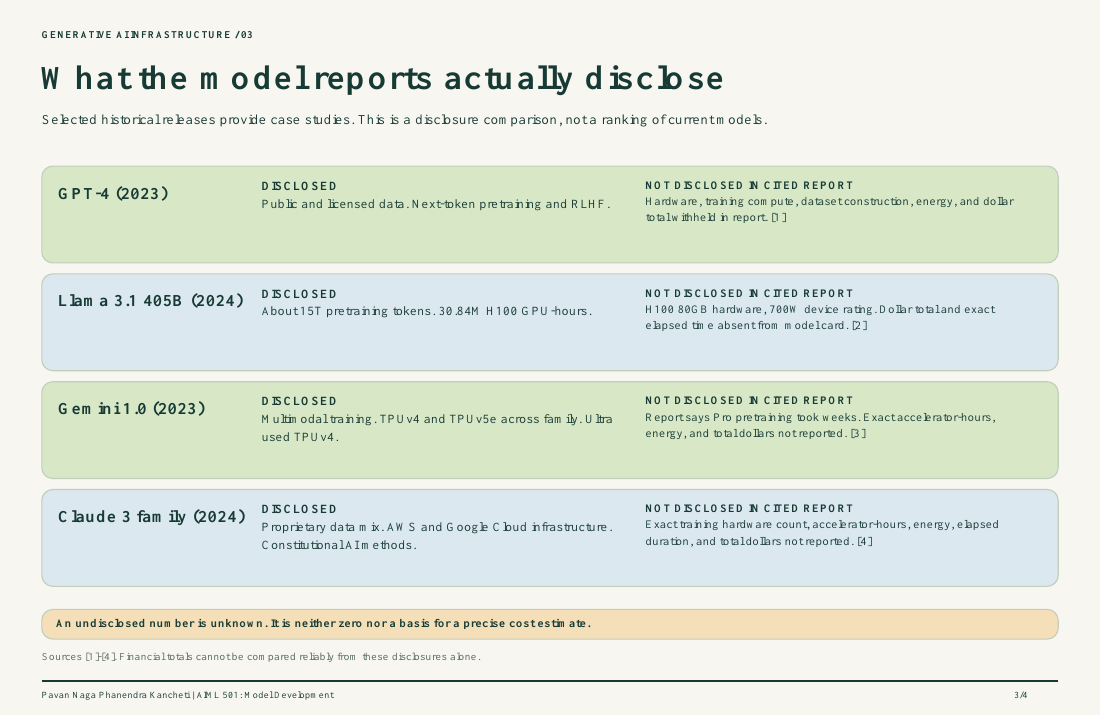 GENERATIVE AI INFRASTRUCTURE / 03
What the model reports actually disclose
Selected historical releases provide case studies. This is a disclosure comparison, not a ranking of current models.
GPT-4 (2023)
DISCLOSED
Public and licensed data. Next-token pretraining and RLHF.
NOT DISCLOSED IN CITED REPORT
Hardware, training compute, dataset construction, energy, and dollar
total withheld in report. [1]
Llama 3.1 405B (2024)
DISCLOSED
About 15T pretraining tokens. 30.84M H100 GPU-hours.
NOT DISCLOSED IN CITED REPORT
H100 80GB hardware, 700W device rating. Dollar total and exact
elapsed time absent from model card. [2]
Gemini 1.0 (2023)
DISCLOSED
Multimodal training. TPUv4 and TPUv5e across family. Ultra
used TPUv4.
NOT DISCLOSED IN CITED REPORT
Report says Pro pretraining took weeks. Exact accelerator-hours,
energy, and total dollars not reported. [3]
Claude 3 family (2024)
DISCLOSED
Proprietary data mix. AWS and Google Cloud infrastructure.
Constitutional AI methods.
NOT DISCLOSED IN CITED REPORT
Exact training hardware count, accelerator-hours, energy, elapsed
duration, and total dollars not reported. [4]
An undisclosed number is unknown. It is neither zero nor a basis for a precise cost estimate.
Sources [1]-[4]. Financial totals cannot be compared reliably from these disclosures alone.
Pavan Naga Phanendra Kancheti | AIML 501: Model Development
3/4